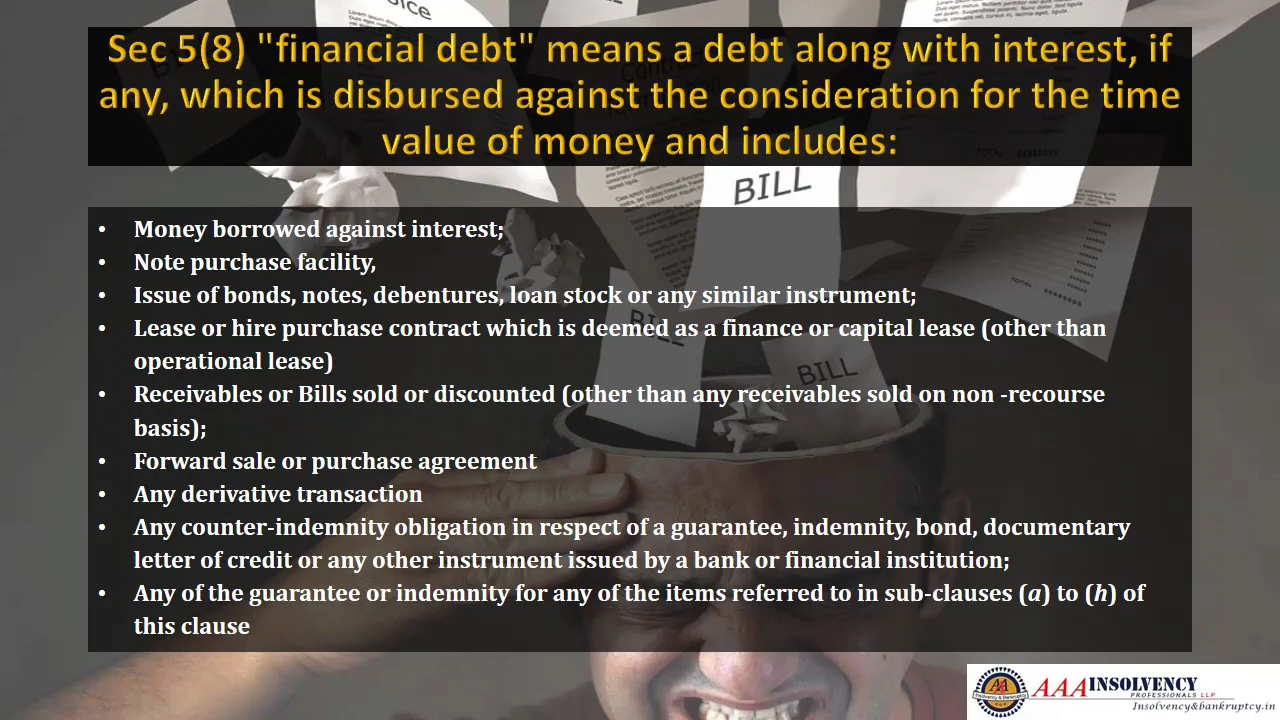 Sec 5(8) "financial debt" means a debt along with interest, if
any, which is disbursed against the consideration for the time
value of money and includes:
BILL
• Money borrowed against interest;
• Note purchase facility,
• Issue of bonds, notes, debentures, loan stock or any similar instrument;
• Lease or hire purchase contract which is deemed as a finance or capital lease (other than
operational lease)
• Receivables or Bills sold or discounted (other than any receivables sold on non -recourse
basis);
• Forward sale or purchase agreement
• Any derivative transaction
• Any counter-indemnity obligation in respect of a guarantee, indemnity, bond, documentary
letter of credit or any other instrument issued by a bank or financial institution;
• Any of the guarantee or indemnity for any of the items referred to in sub-clauses (a) to (h) of
this clause
BILL
BILL
AAA INSOLVENCY
PROFESSIONALS LLP
Insolvency&bankruptcy.in